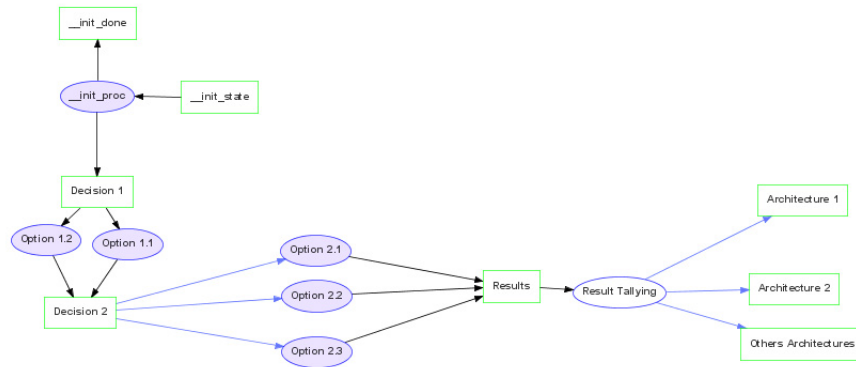 __init_done
__init_proc
__init_state
Decision 1
Option 1.2
Option 1.1
Decision 2
Option 2.1
Option 2.2
Option 2.3
Results
Result Tallying
Architecture 1
Architecture 2
Others Architectures